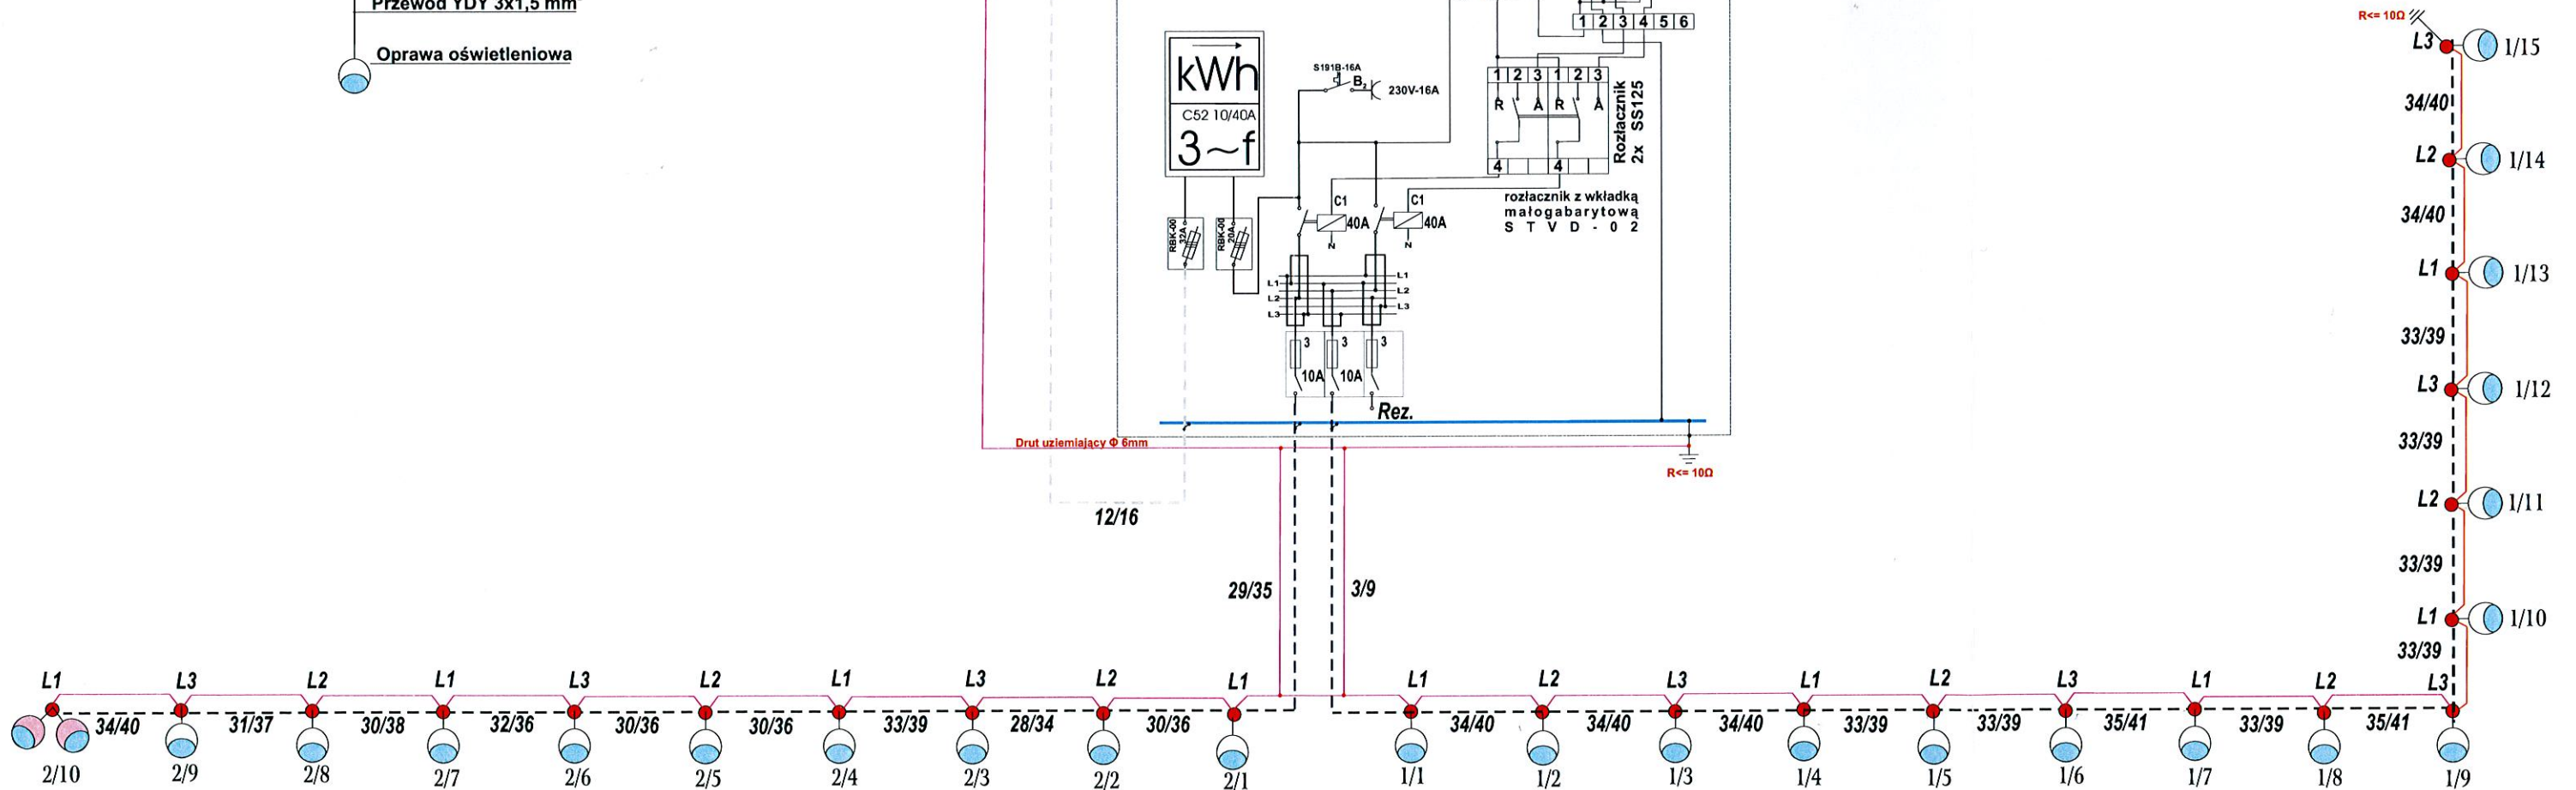 Przewód YDY 3x1,5 mm²
Oprawa oświetleniowa
kWh
C52 10/40A
3~f
S191B-16A
B₂
230V-16A
1 2 3 4 5 6
1 2 3 1 2 3
R A R A
4 4
Rozłacznik
2x SS125
rozłacznik z wkładką
małogabarytową
STVD-02
RBK-00
32A
RBK-00
20A
C1
40A
N
C1
40A
N
L1
L2
L3
L1
L2
L3
3 3 3
10A 10A
Rez.
Drut uziemiający Φ 6mm
R<= 10Ω
12/16
29/35
3/9
R<= 10Ω
L3 1/15
34/40
L2 1/14
34/40
L1 1/13
33/39
L3 1/12
33/39
L2 1/11
33/39
L1 1/10
33/39
L1 L3 L2 L1 L3 L2 L1 L3 L2 L1 L1 L2 L3 L1 L2 L3 L1 L2 L3
34/40 31/37 30/38 32/36 30/36 30/36 33/39 28/34 30/36 34/40 34/40 34/40 33/39 33/39 35/41 33/39 35/41
2/10 2/9 2/8 2/7 2/6 2/5 2/4 2/3 2/2 2/1 1/1 1/2 1/3 1/4 1/5 1/6 1/7 1/8 1/9